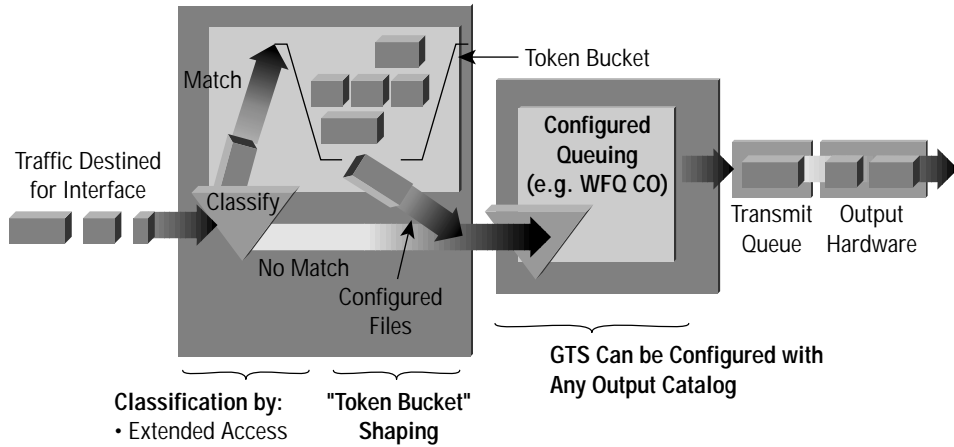 Match
Token Bucket
Traffic Destined
for Interface
Classify
Configured
Queuing
(e.g. WFQ CO)
No Match
Configured
Files
Transmit
Queue
Output
Hardware
GTS Can be Configured with
Any Output Catalog
Classification by:
• Extended Access
"Token Bucket"
Shaping